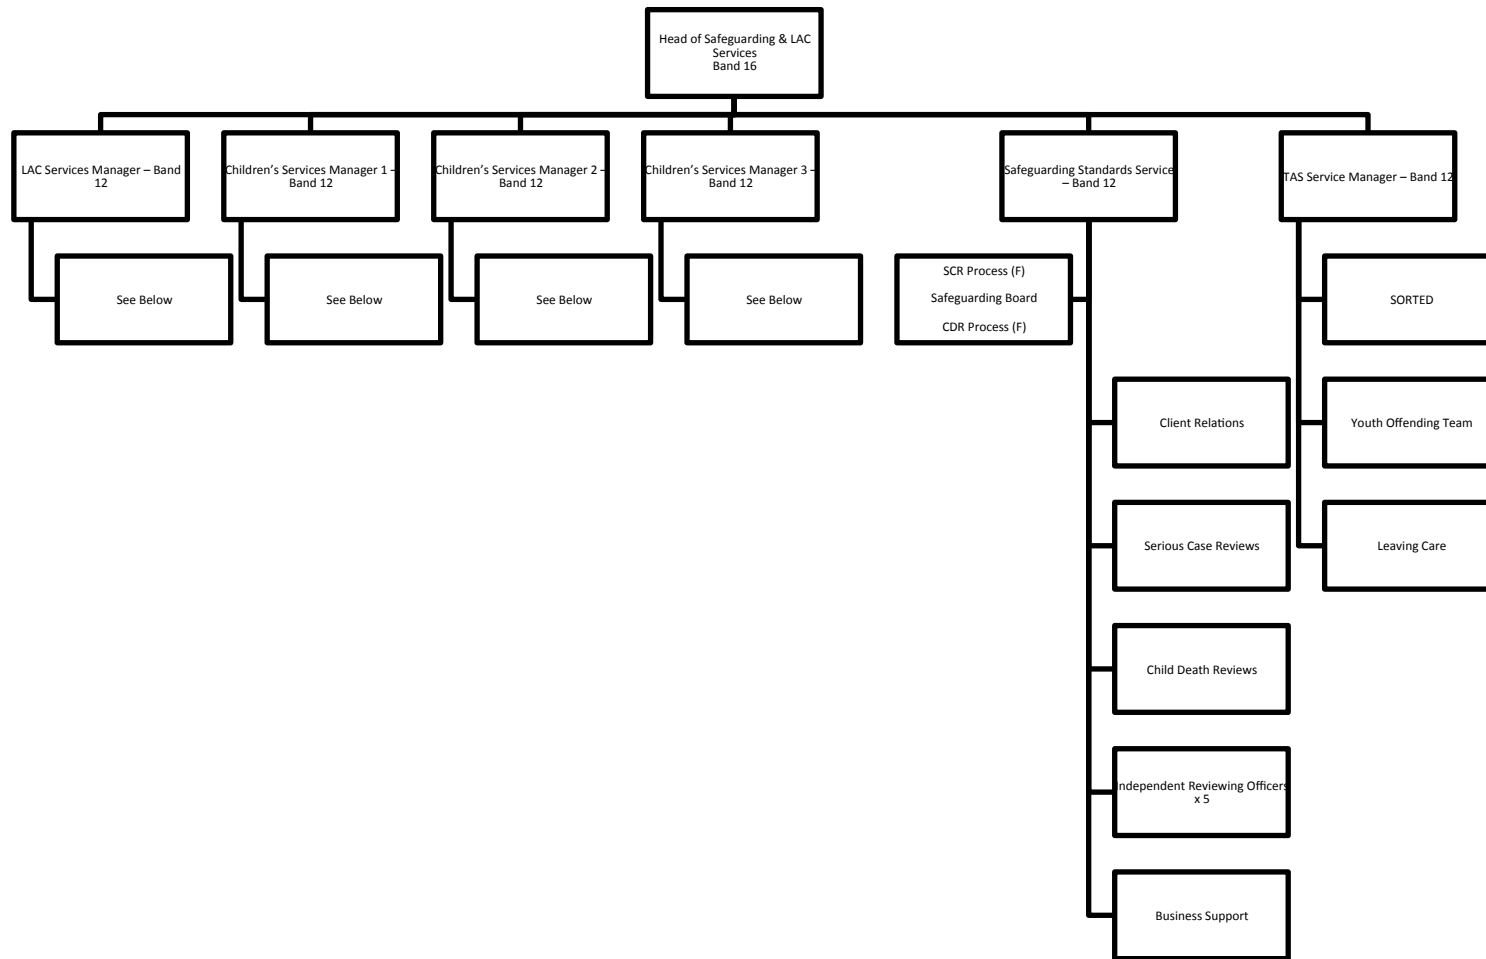 Head of Safeguarding & LAC
Services
Band 16
LAC Services Manager – Band
12
Children's Services Manager 1 –
Band 12
Children's Services Manager 2 –
Band 12
Children's Services Manager 3 –
Band 12
Safeguarding Standards Service
– Band 12
TAS Service Manager – Band 12
See Below
See Below
See Below
See Below
SCR Process (F)
Safeguarding Board
CDR Process (F)
SORTED
Client Relations
Youth Offending Team
Serious Case Reviews
Leaving Care
Child Death Reviews
Independent Reviewing Officers
x 5
Business Support